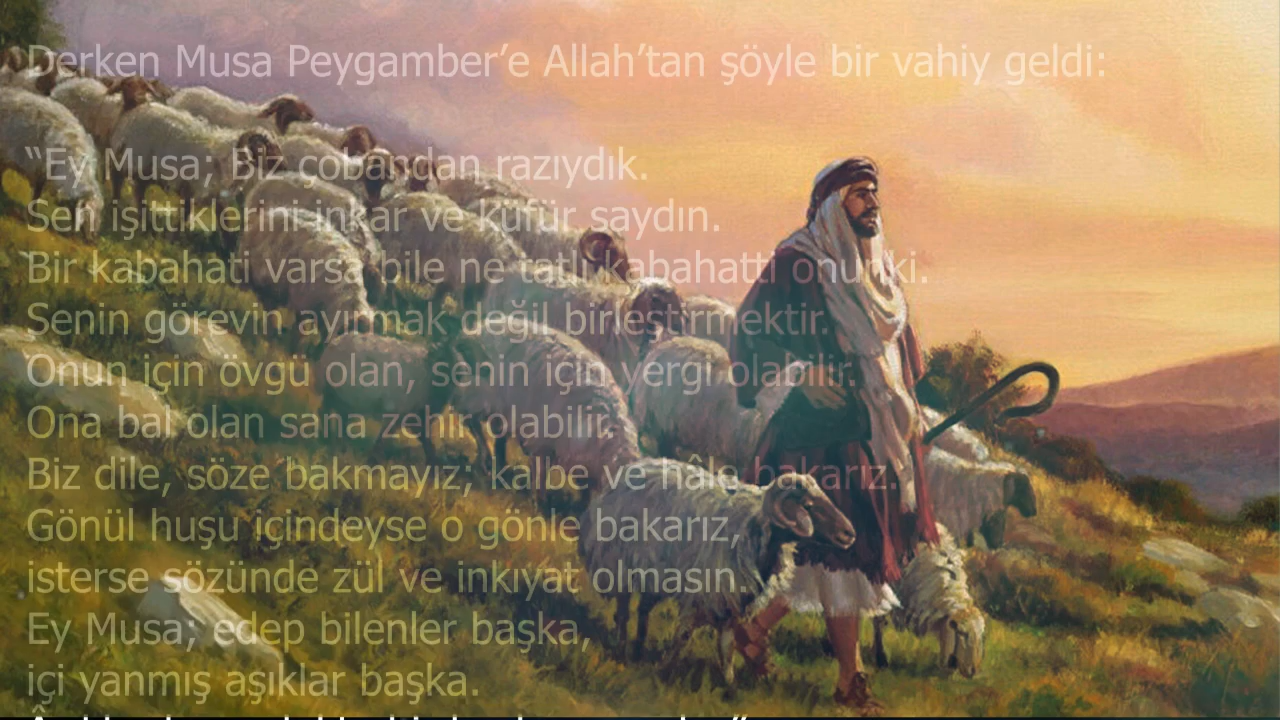 Derken Musa Peygamber’e Allah’tan şöyle bir vahiy geldi:
“Ey Musa; Biz çobandan razıydık.
Sen işittiklerini inkar ve küfür saydın.
Bir kabahati varsa bile ne tatlı kabahattı onunki.
Senin görevin ayırmak değil birleştirmektir.
Onun için övgü olan, senin için yergi olabilir.
Ona bal olan sana zehir olabilir.
Biz dile, söze bakmayız; kalbe ve hâle bakarız.
Gönül huşu içindeyse o gönle bakarız,
isterse sözünde zül ve inkıyat olmasın.
Ey Musa; edep bilenler başka,
içi yanmış aşıklar başka.